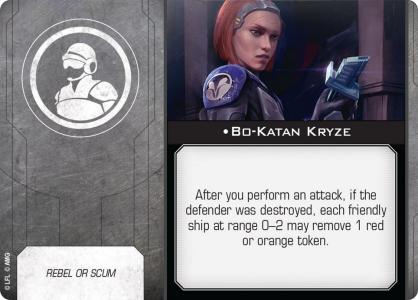 • Bo-Katan Kryze
After you perform an attack, if the
defender was destroyed, each friendly
ship at range 0–2 may remove 1 red
or orange token.
REBEL OR SCUM
© LFL © AMG